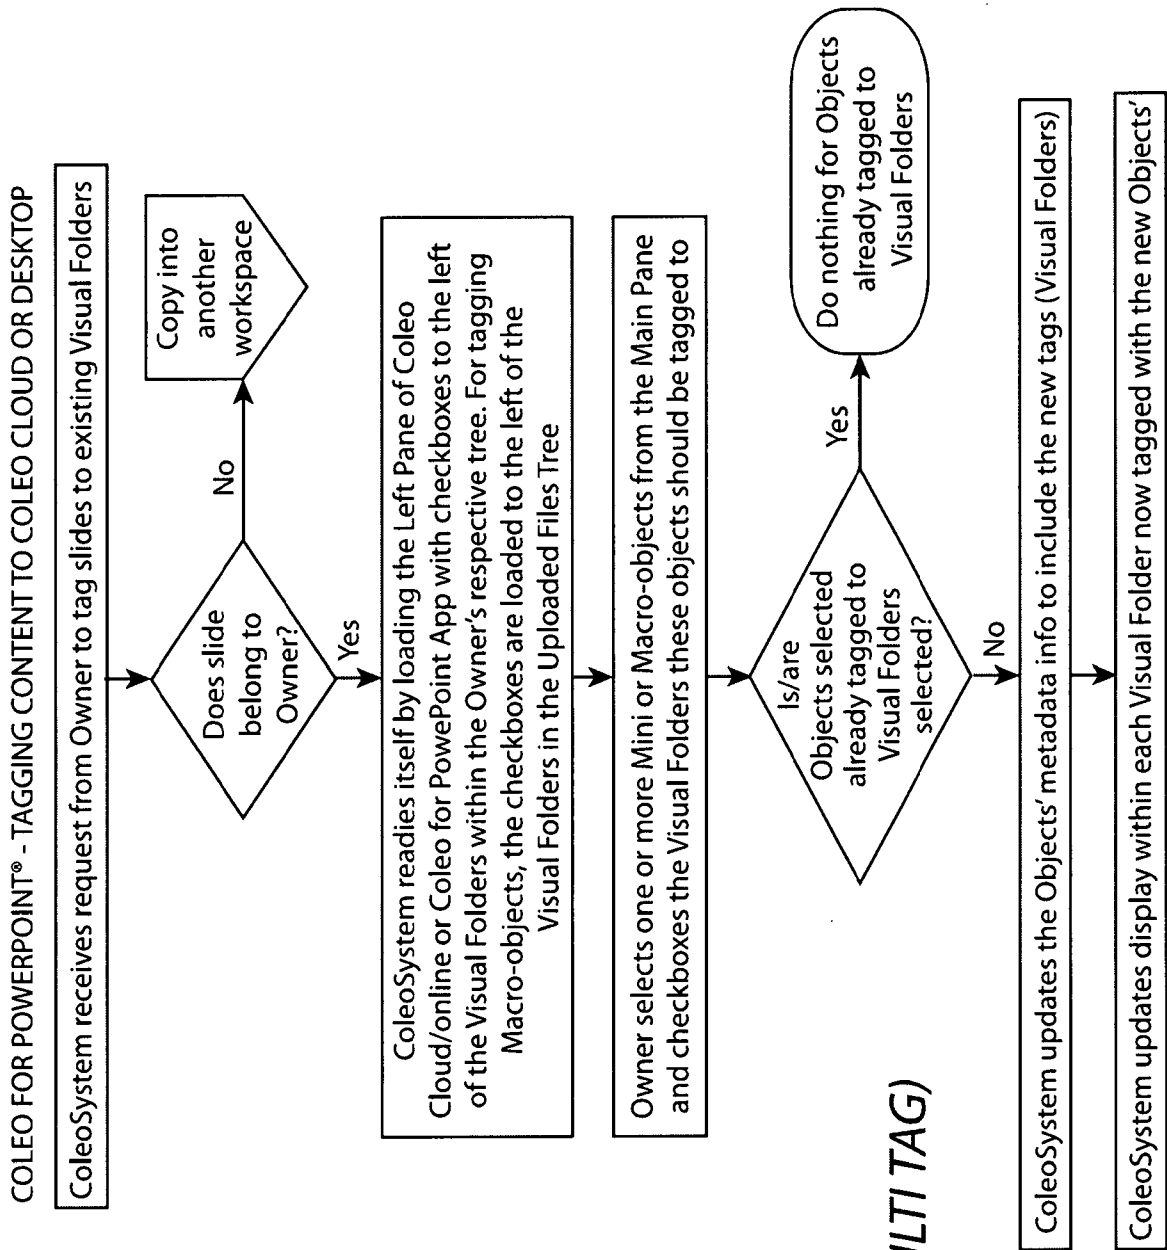 COLEO FOR POWERPOINT® - TAGGING CONTENT TO COLEO CLOUD OR DESKTOP
ColeoSystem receives request from Owner to tag slides to existing Visual Folders
Does slide
belong to
Owner?
No
Copy into
another
workspace
Yes
ColeoSystem readies itself by loading the Left Pane of Coleo
Cloud/online or Coleo for PowePoint App with checkboxes to the left
of the Visual Folders within the Owner's respective tree. For tagging
Macro-objects, the checkboxes are loaded to the left of the
Visual Folders in the Uploaded Files Tree
Owner selects one or more Mini or Macro-objects from the Main Pane
and checkboxes the Visual Folders these objects should be tagged to
Is/are
Objects selected
already tagged to
Visual Folders
selected?
Yes
Do nothing for Objects
already tagged to
Visual Folders
No
ColeoSystem updates the Objects' metadata info to include the new tags (Visual Folders)
ColeoSystem updates display within each Visual Folder now tagged with the new Objects'
TAG)